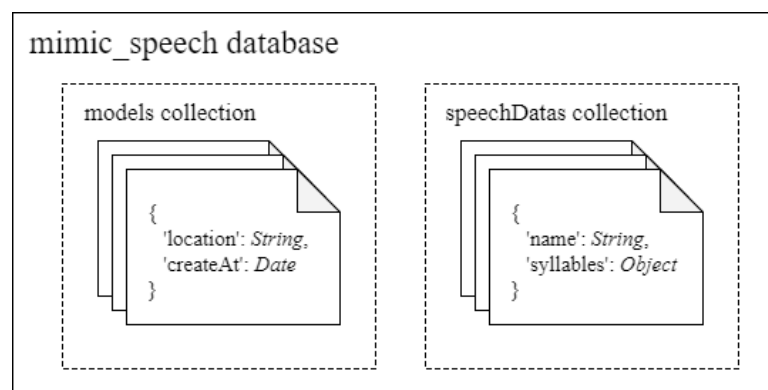 mimic_speech database
models collection
{
'location': String,
'createAt': Date
}
speechDatas collection
{
'name': String,
'syllables': Object
}